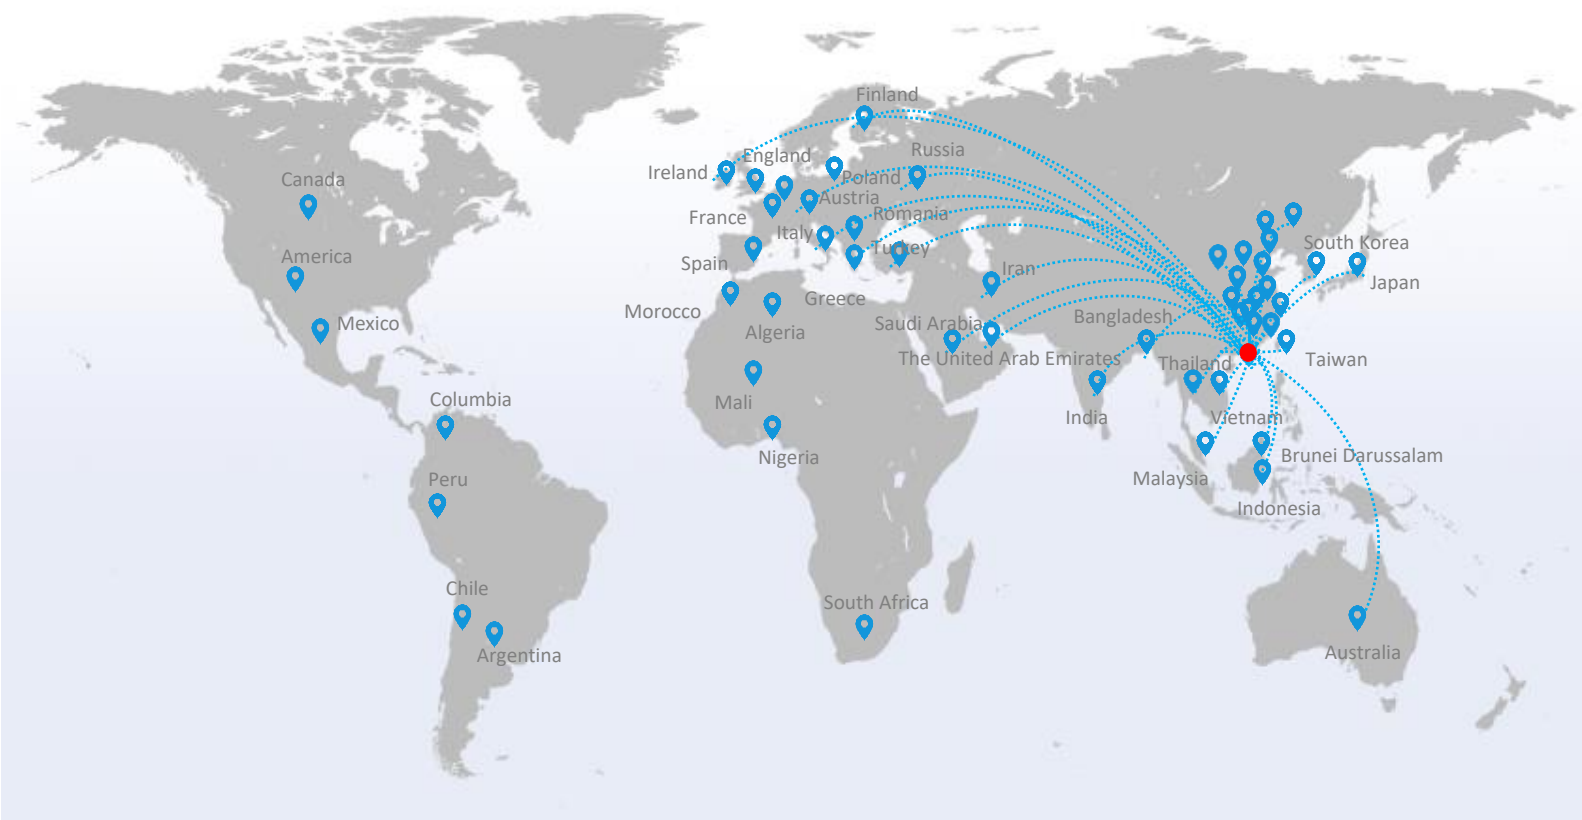 Finland
England
Russia
Ireland
Poland
Canada
Austria
France
Romania
Italy
South Korea
America
Turkey
Spain
Iran
Japan
Greece
Morocco
Mexico
Saudi Arabia
Bangladesh
Algeria
The United Arab Emirates
Thailand
Taiwan
Columbia
Mali
India
Vietnam
Nigeria
Brunei Darussalam
Peru
Malaysia
Indonesia
Chile
South Africa
Argentina
Australia